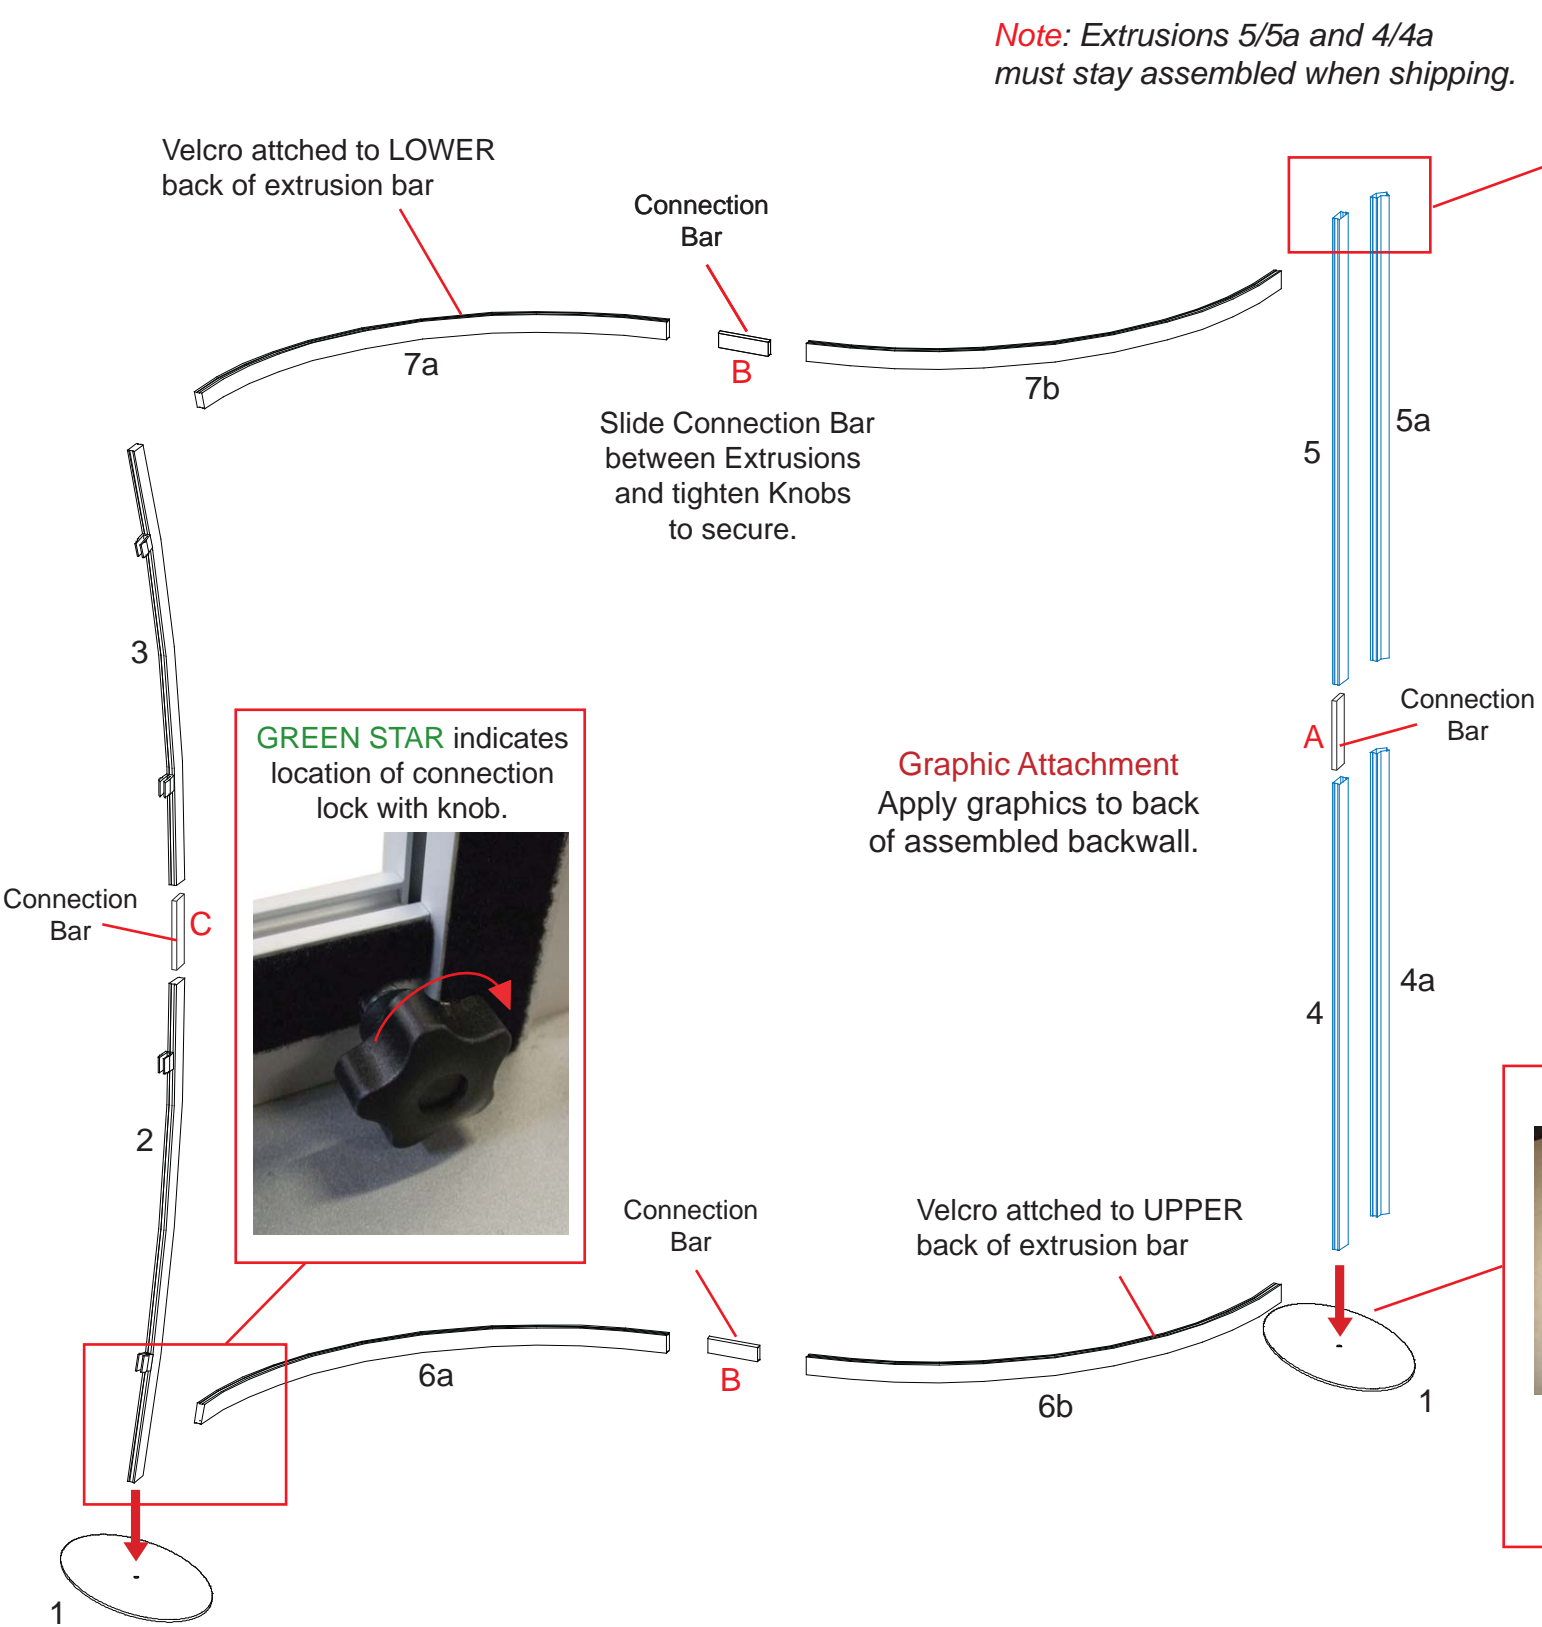 Note: Extrusions 5/5a and 4/4a
must stay assembled when shipping.
Velcro attched to LOWER
back of extrusion bar
Connection
Bar
7a
B
7b
Slide Connection Bar
between Extrusions
and tighten Knobs
to secure.
5
5a
3
GREEN STAR indicates
location of connection
lock with knob.
Graphic Attachment
Apply graphics to back
of assembled backwall.
A
Connection
Bar
Connection
Bar
C
4
4a
2
Connection
Bar
Velcro attched to UPPER
back of extrusion bar
6a
B
6b
1
1